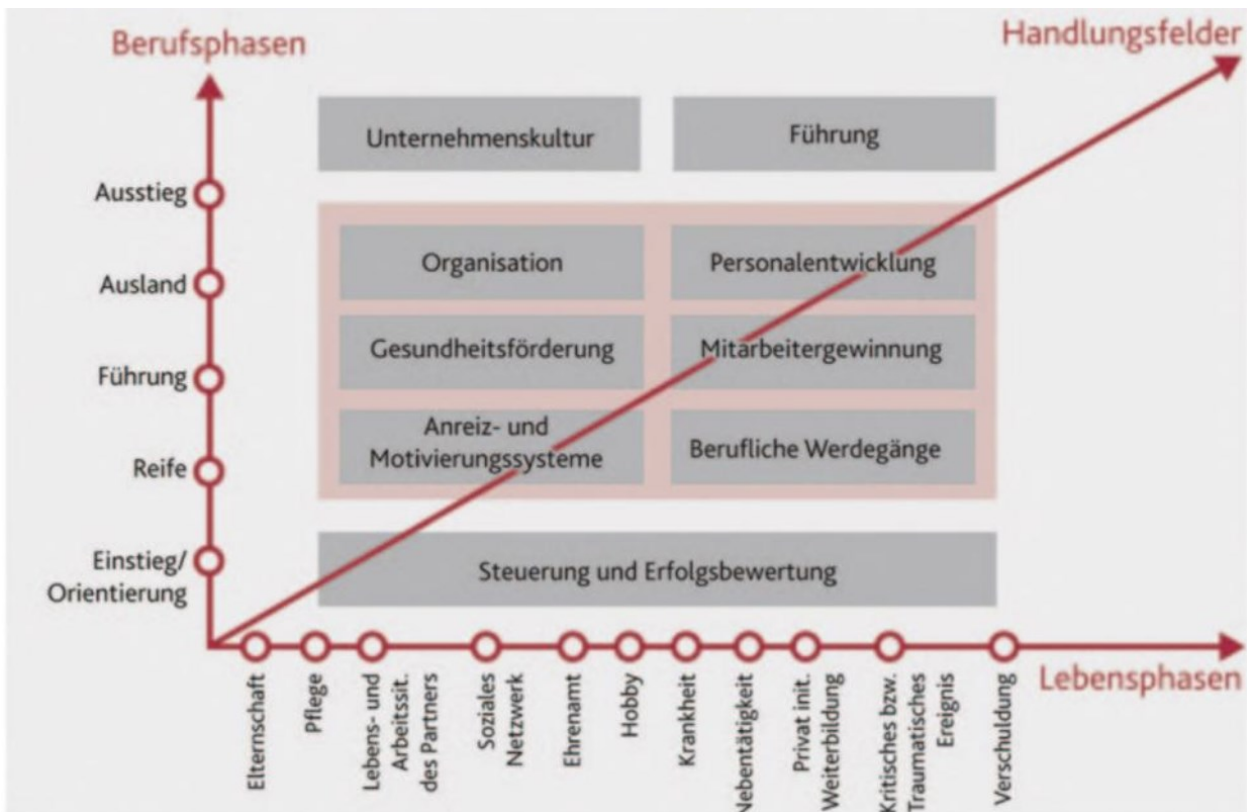 Berufsphasen
Handlungsfelder
Unternehmenskultur
Führung
Ausstieg
Organisation
Personalentwicklung
Ausland
Gesundheitsförderung
Mitarbeitergewinnung
Führung
Anreiz- und
Motivierungssysteme
Berufliche Werdegänge
Reife
Einstieg/
Orientierung
Steuerung und Erfolgsbewertung
Lebensphasen
Elternschaft
Pflege
Lebens- und
Arbeitssit.
des Partners
Soziales
Netzwerk
Ehrenamt
Hobby
Krankheit
Nebentätigkeit
Privat init.
Weiterbildung
Kritisches bzw.
Traumatisches
Ereignis
Verschuldung